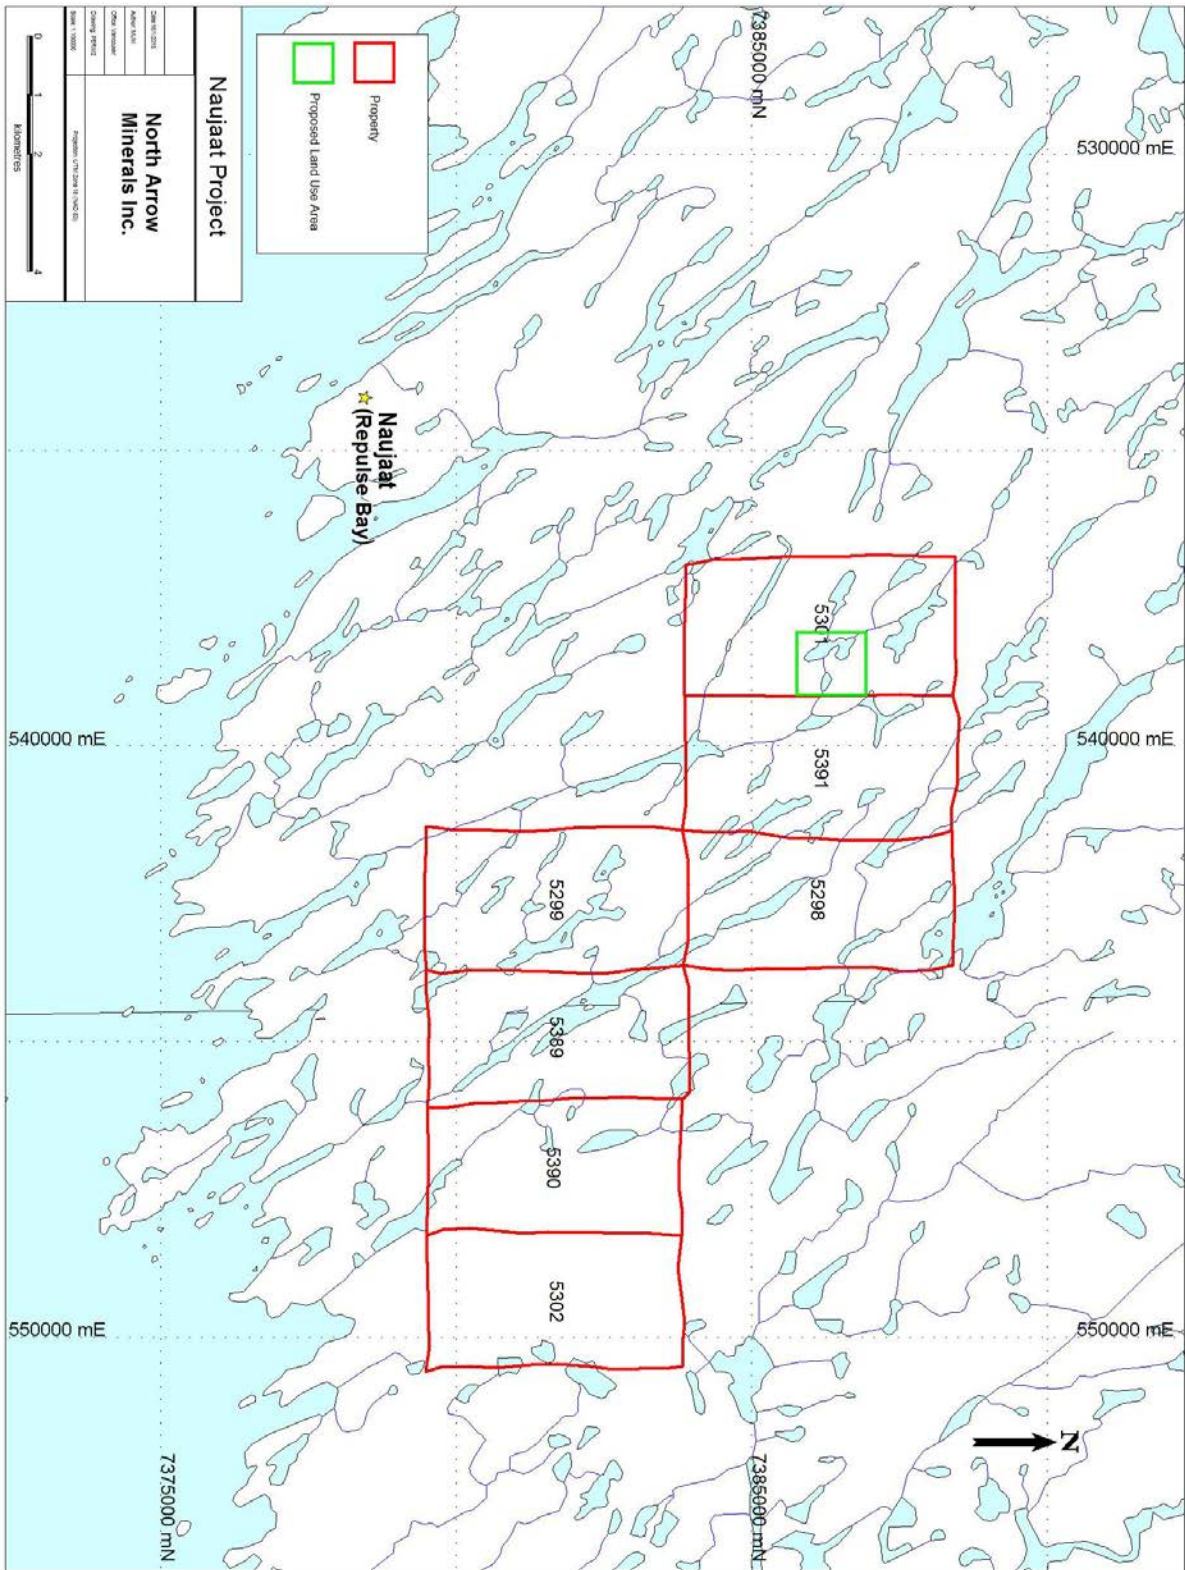 7385000 mN
530000 mE
540000 mE
540000 mE
550000 mE
550000 mE
7375000 mN
7385000 mN
N
5301
5391
5298
5299
5389
5390
5302
Naujaat
(Repulse Bay)
Property
Proposed Land Use Area
Naujaat Project
North Arrow
Minerals Inc.
Office: Vancouver
0 1 2 4
kilometres